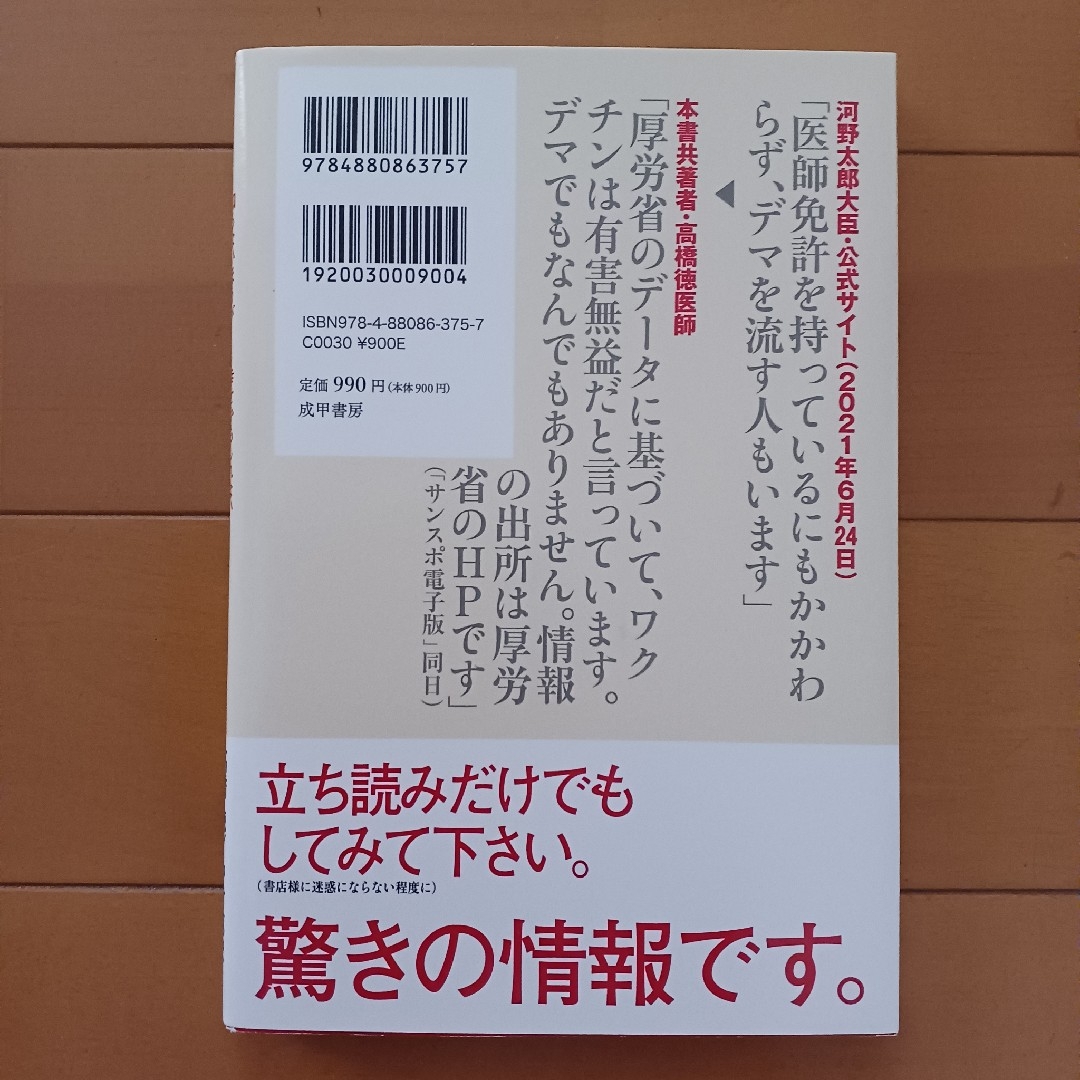 河野太郎大臣・公式サイト(2021年6月24日)
「医師免許を持っているにもかかわ
らず、デマを流す人もいます」
◀
本書共著者・高橋徳医師
「厚労省のデータに基づいて、ワク
チンは有害無益だと言っています。
デマでもなんでもありません。情報
の出所は厚労
省のHPです」
(「サンスポ電子版」同日)
9784880863757
1920030009004
ISBN978-4-88086-375-7
C0030 ¥900E
定価 990 円(本体 900 円)
成甲書房
立ち読みだけでも
してみて下さい。
(書店様に迷惑にならない程度に)
驚きの情報です。